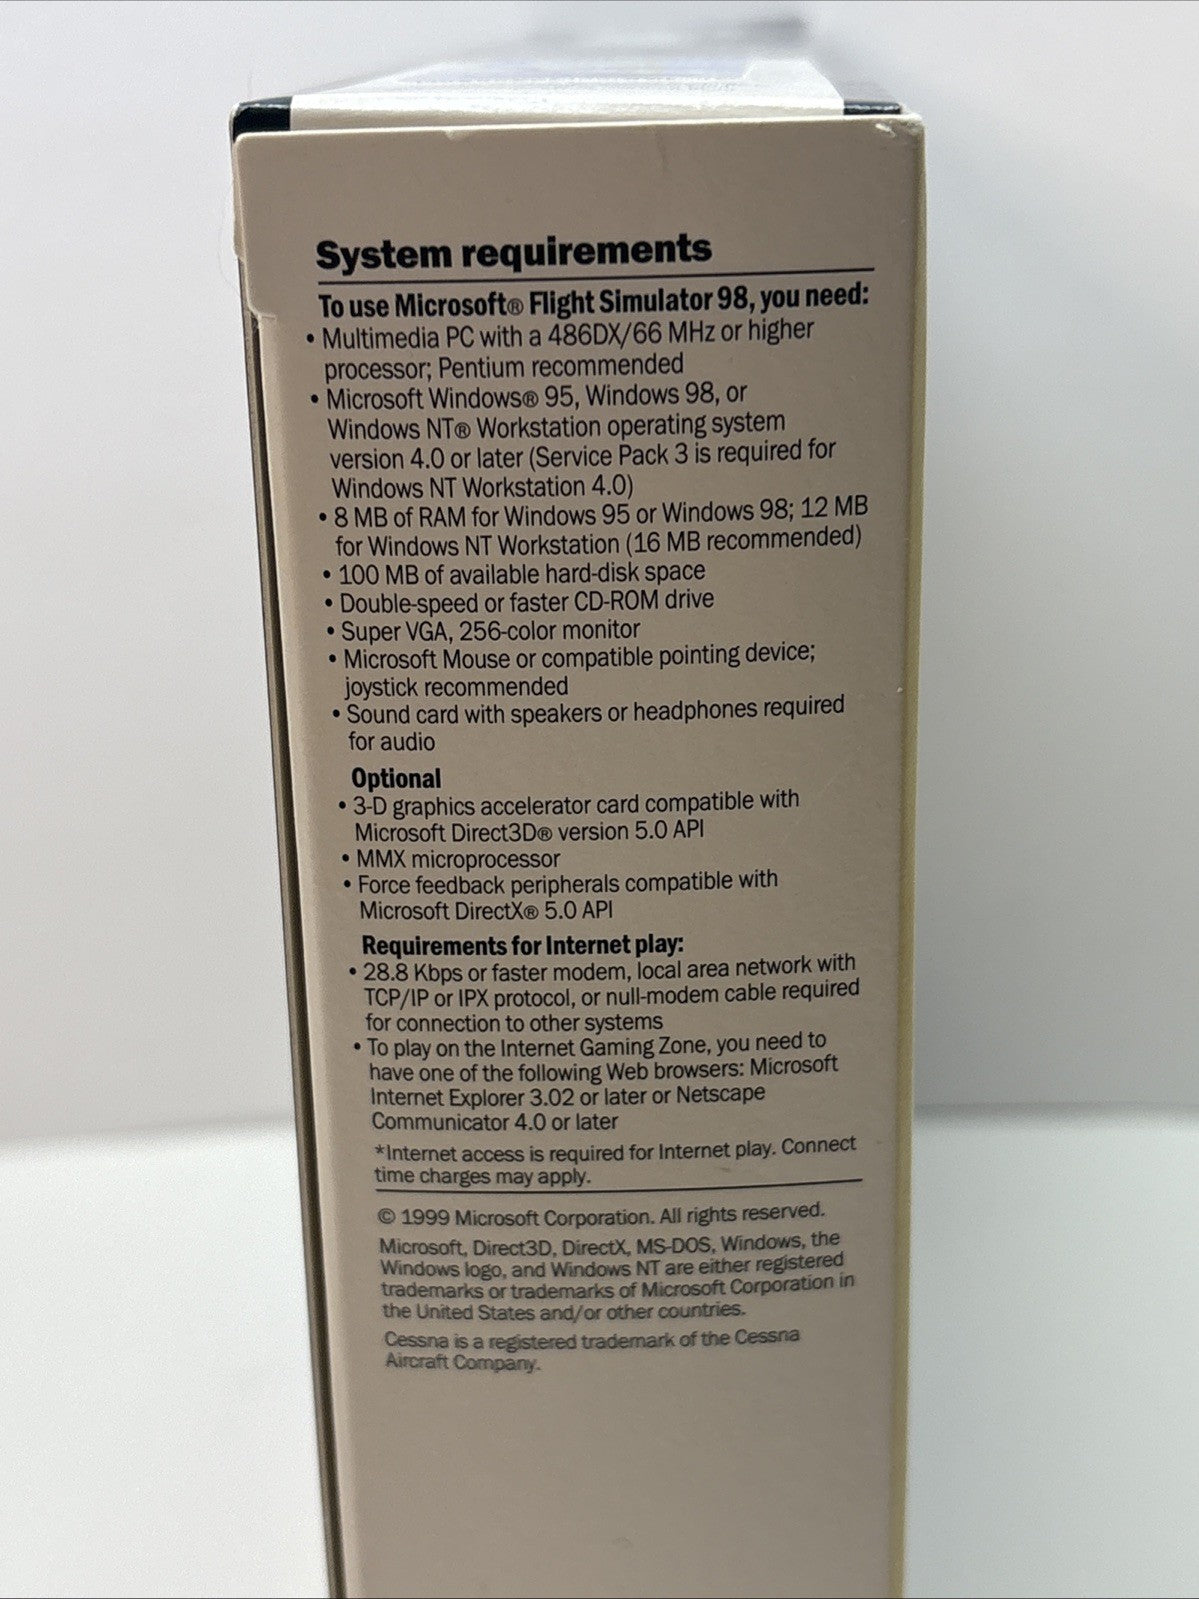 System requirements
To use Microsoft® Flight Simulator 98, you need:
• Multimedia PC with a 486DX/66 MHz or higher
processor; Pentium recommended
• Microsoft Windows® 95, Windows 98, or
Windows NT® Workstation operating system
version 4.0 or later (Service Pack 3 is required for
Windows NT Workstation 4.0)
• 8 MB of RAM for Windows 95 or Windows 98; 12 MB
for Windows NT Workstation (16 MB recommended)
• 100 MB of available hard-disk space
• Double-speed or faster CD-ROM drive
• Super VGA, 256-color monitor
• Microsoft Mouse or compatible pointing device;
joystick recommended
• Sound card with speakers or headphones required
for audio
Optional
• 3-D graphics accelerator card compatible with
Microsoft Direct3D® version 5.0 API
• MMX microprocessor
• Force feedback peripherals compatible with
Microsoft DirectX® 5.0 API
Requirements for Internet play:
• 28.8 Kbps or faster modem, local area network with
TCP/IP or IPX protocol, or null-modem cable required
for connection to other systems
• To play on the Internet Gaming Zone, you need to
have one of the following Web browsers: Microsoft
Internet Explorer 3.02 or later or Netscape
Communicator 4.0 or later
*Internet access is required for Internet play. Connect
time charges may apply.
© 1999 Microsoft Corporation. All rights reserved.
Microsoft, Direct3D, DirectX, MS-DOS, Windows, the
Windows logo, and Windows NT are either registered
trademarks or trademarks of Microsoft Corporation in
the United States and/or other countries.
Cessna is a registered trademark of the Cessna
Aircraft Company.